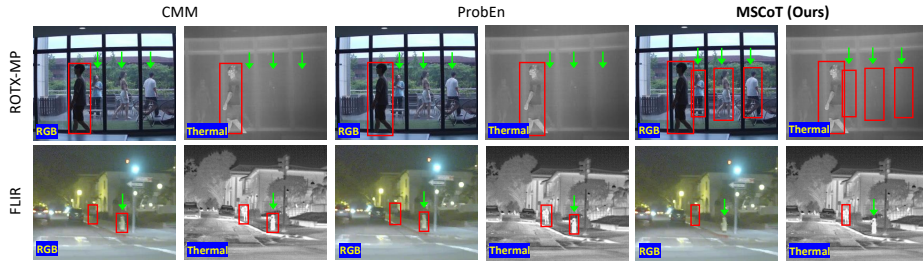 CMM ProbEn MSCoT (Ours)
ROTX-MP
RGB Thermal RGB Thermal RGB Thermal
FLIR
RGB Thermal RGB Thermal RGB Thermal